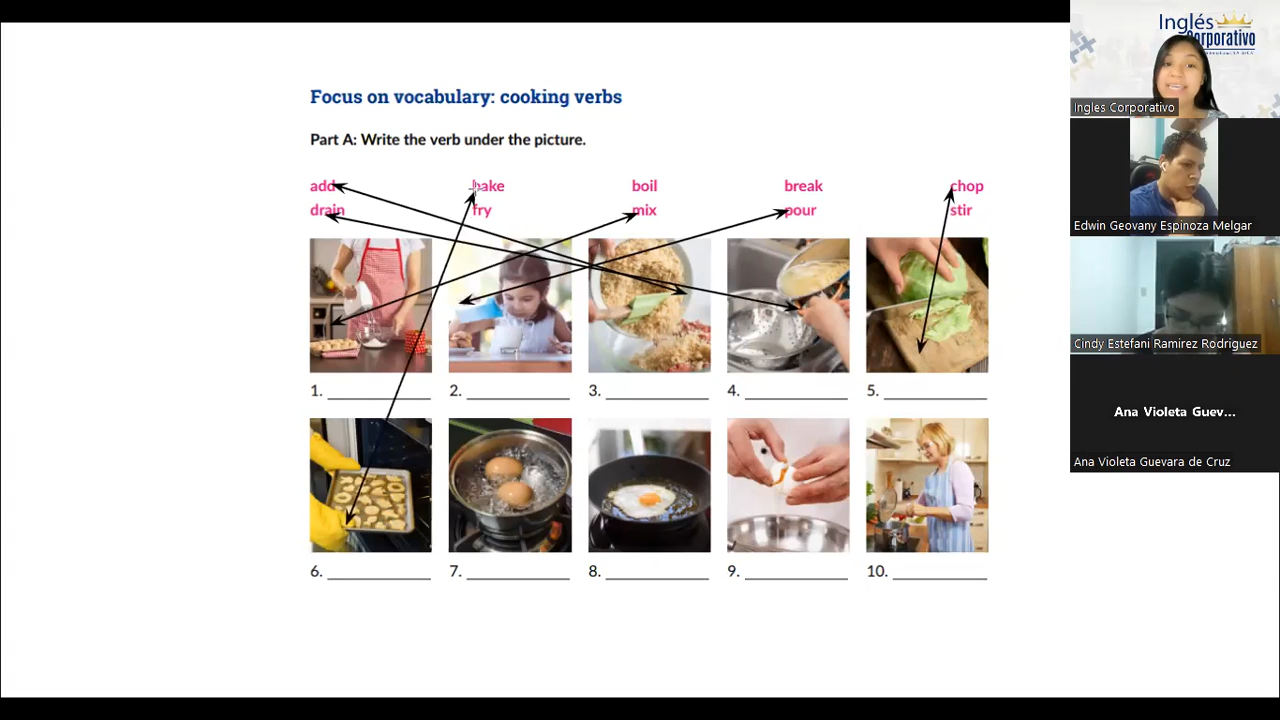 Focus on vocabulary: cooking verbs
Part A: Write the verb under the picture.
add bake boil break chop
drain fry mix pour stir
1. 2. 3. 4. 5.
6. 7. 8. 9. 10.
Inglés
Corporativo
Ingles Corporativo
Edwin Geovany Espinoza Melgar
Cindy Estefani Ramirez Rodriguez
Ana Violeta Guev...
Ana Violeta Guevara de Cruz